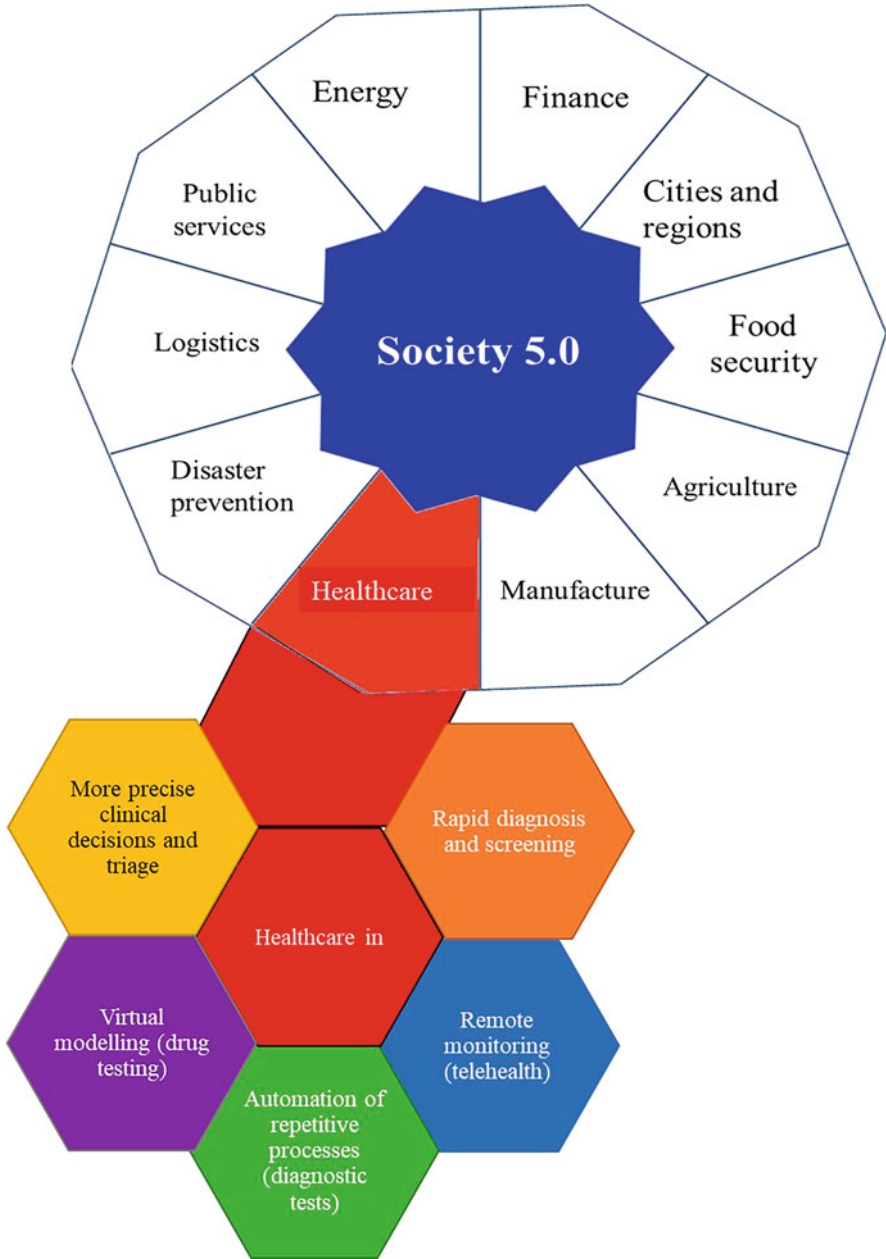 Energy
Finance
Public
services
Cities and
regions
Logistics
Society 5.0
Food
security
Disaster
prevention
Agriculture
Healthcare
Manufacture
More precise
clinical
decisions and
triage
Rapid diagnosis
and screening
Healthcare in
Virtual
modelling (drug
testing)
Remote
monitoring
(telehealth)
Automation of
repetitive
processes
(diagnostic
tests)